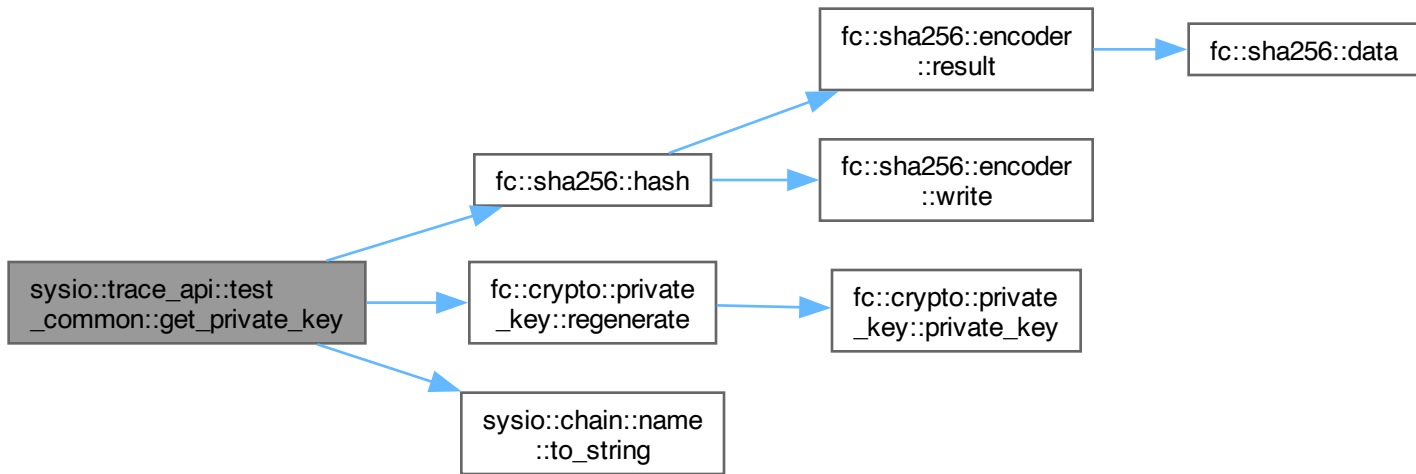 sysio::trace_api::test
_common::get_private_key
fc::sha256::hash
fc::sha256::encoder
::result
fc::sha256::data
fc::sha256::encoder
::write
fc::crypto::private
_key::regenerate
fc::crypto::private
_key::private_key
sysio::chain::name
::to_string